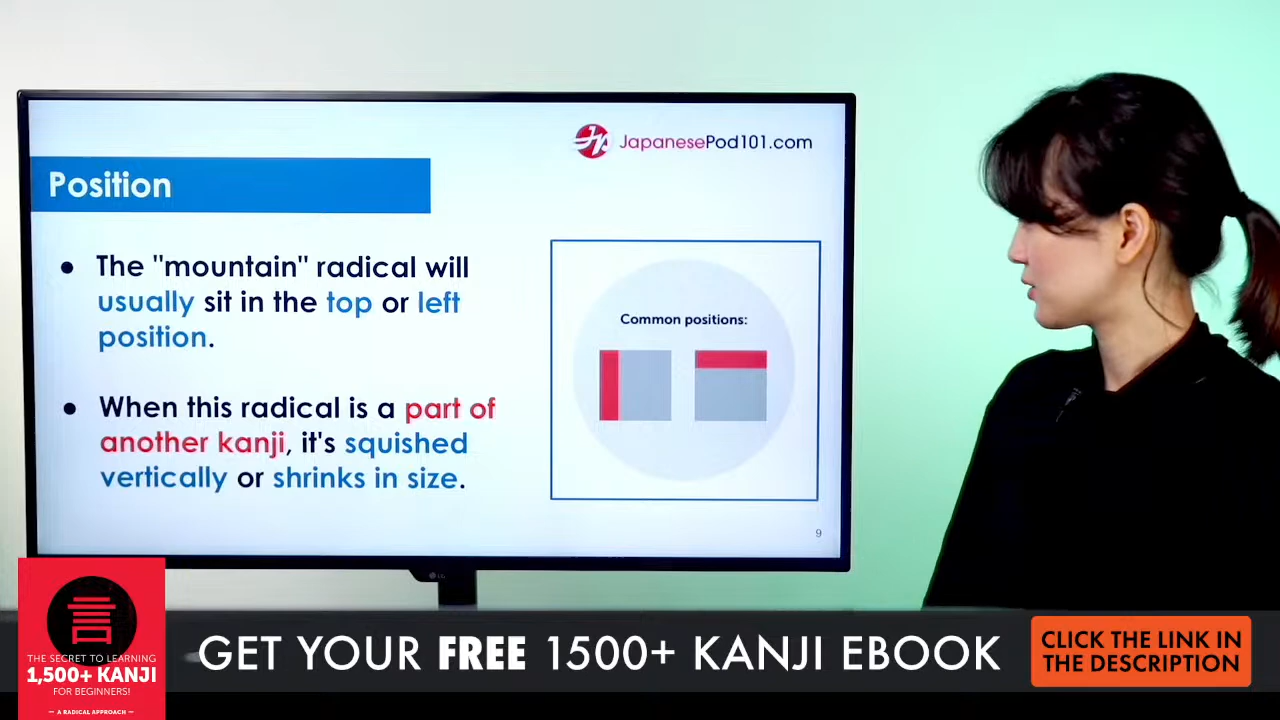 JapanesePod101.com
Position
● The "mountain" radical will
usually sit in the top or left
position.
● When this radical is a part of
another kanji, it's squished
vertically or shrinks in size.
Common positions:
9
LG
言
THE SECRET TO LEARNING
1,500+ KANJI
FOR BEGINNERS!
— A RADICAL APPROACH —
GET YOUR FREE 1500+ KANJI EBOOK
CLICK THE LINK IN
THE DESCRIPTION